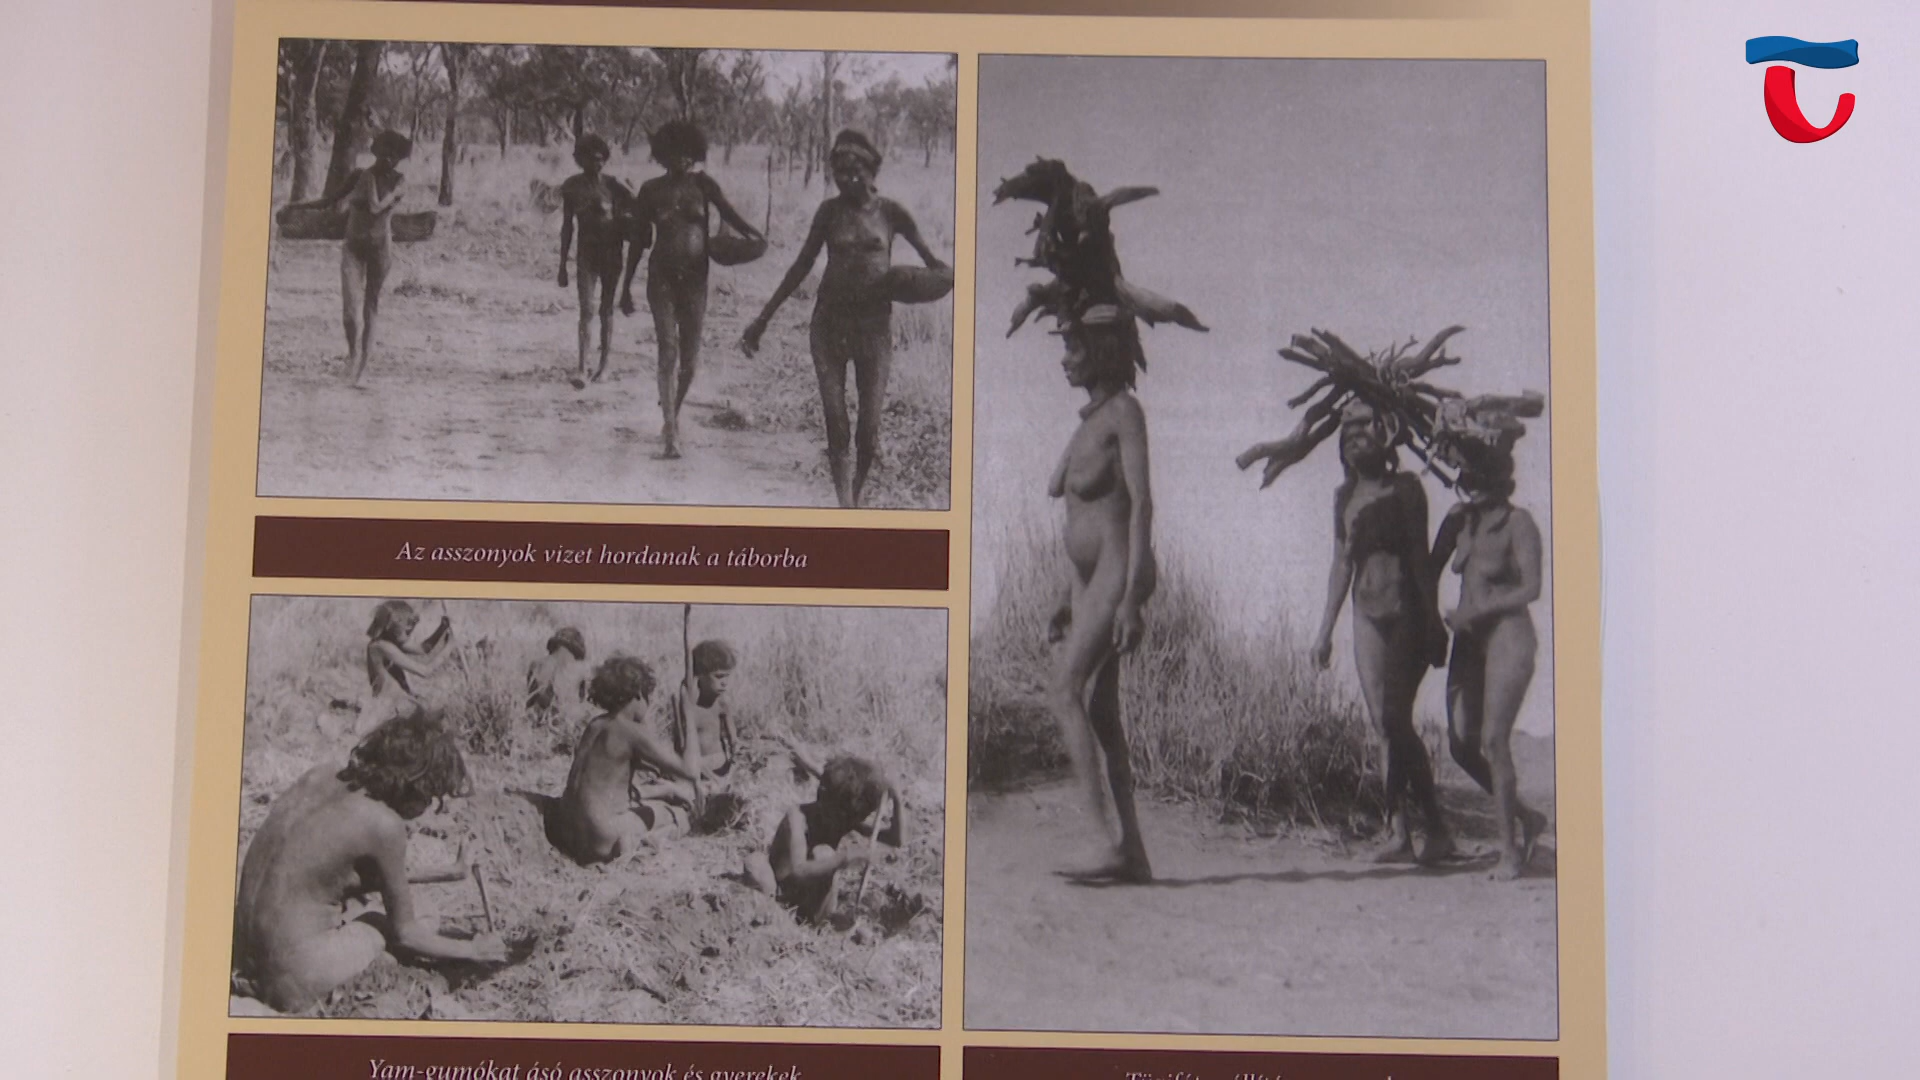 Az asszonyok vizet hordanak a táborba
Yam-gumókat ásó asszonyok és gyerekek